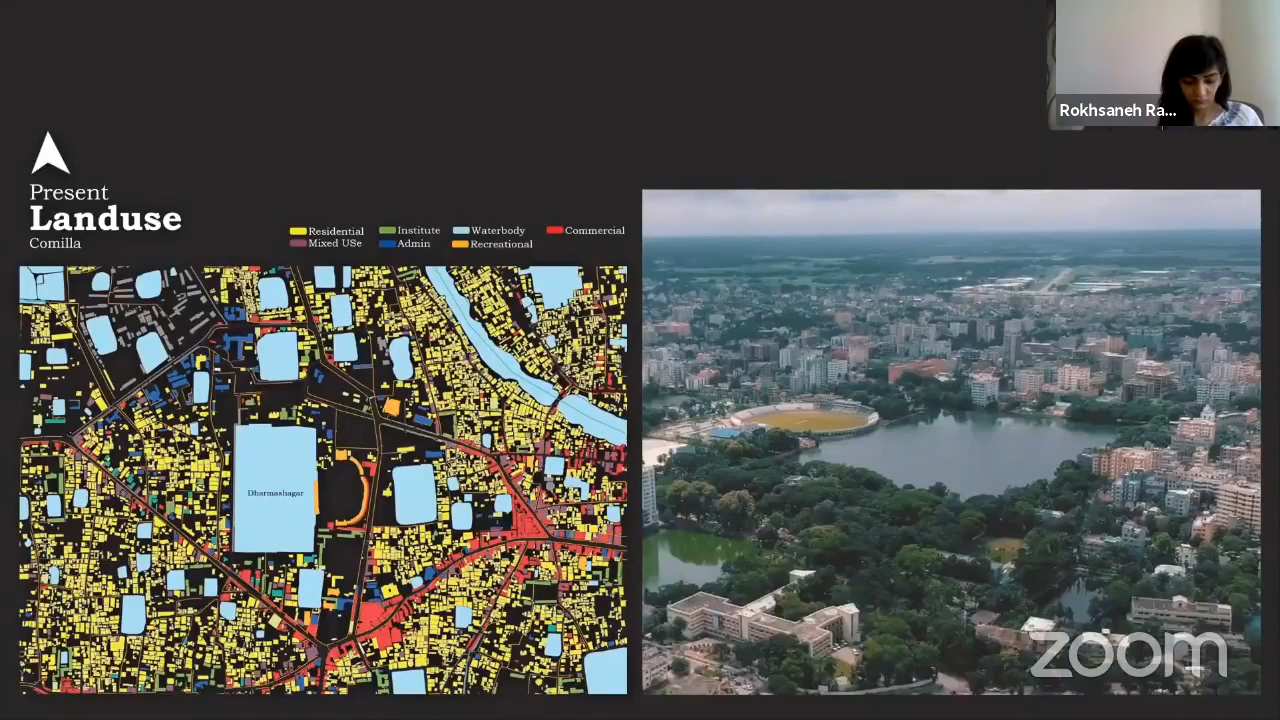 Rokhsaneh Ra...
Present
Landuse
Comilla
Residential
Institute
Waterbody
Commercial
Mixed USe
Admin
Recreational
Dharmashagar
zoom